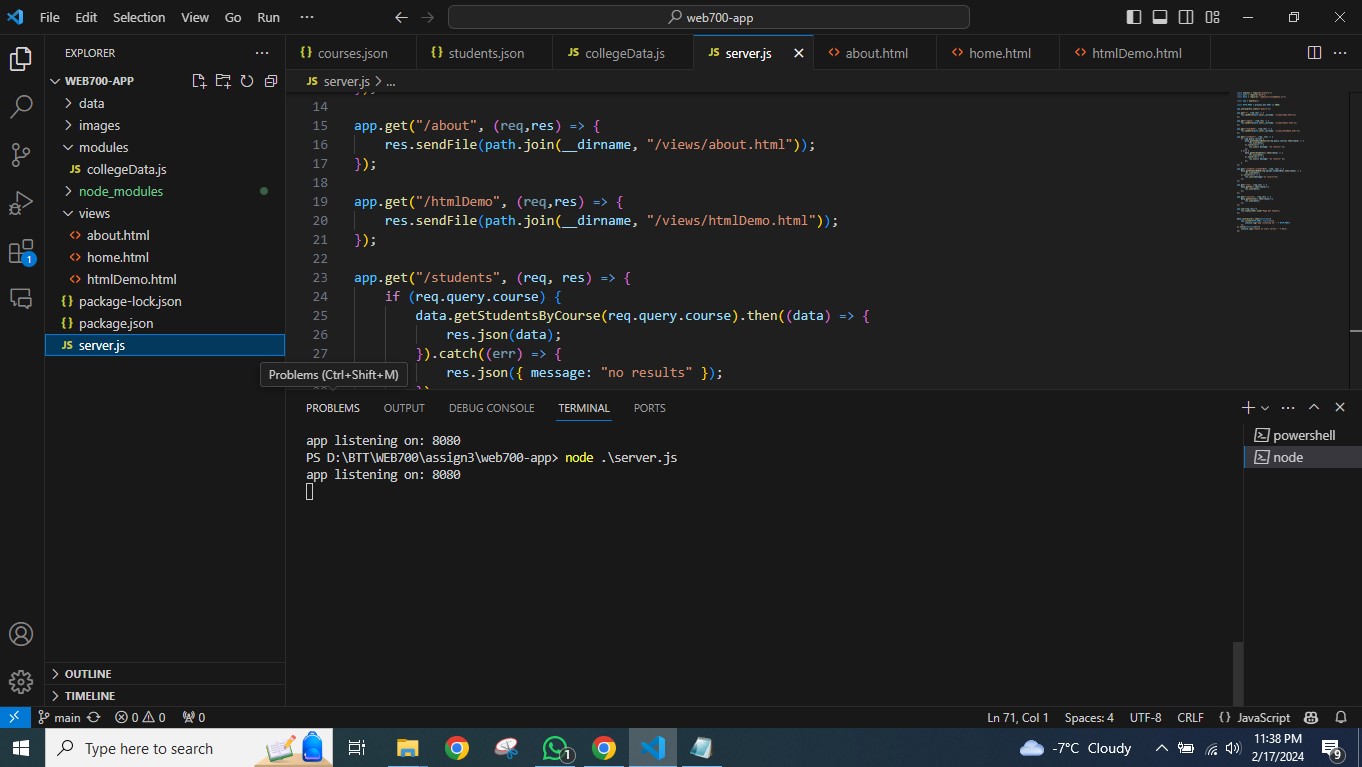 File Edit Selection View Go Run ··· web700-app
EXPLORER ···
WEB700-APP
data
images
modules
JS collegeData.js
node_modules
views
<> about.html
<> home.html
<> htmlDemo.html
{} package-lock.json
{} package.json
JS server.js
OUTLINE
TIMELINE
1
{} courses.json {} students.json JS collegeData.js JS server.js <> about.html <> home.html <> htmlDemo.html ···
JS server.js > ...
14
15 app.get("/about", (req,res) => {
16 res.sendFile(path.join(__dirname, "/views/about.html"));
17 });
18
19 app.get("/htmlDemo", (req,res) => {
20 res.sendFile(path.join(__dirname, "/views/htmlDemo.html"));
21 });
22
23 app.get("/students", (req, res) => {
24 if (req.query.course) {
25 data.getStudentsByCourse(req.query.course).then((data) => {
26 res.json(data);
27 }).catch((err) => {
res.json({ message: "no results" });
Problems (Ctrl+Shift+M)
PROBLEMS OUTPUT DEBUG CONSOLE TERMINAL PORTS
app listening on: 8080
PS D:\BTT\WEB700\assign3\web700-app> node .\server.js
app listening on: 8080
powershell
node
main 0 0 0 Ln 71, Col 1 Spaces: 4 UTF-8 CRLF {} JavaScript
Type here to search 1 -7°C Cloudy 11:38 PM
2/17/2024 9